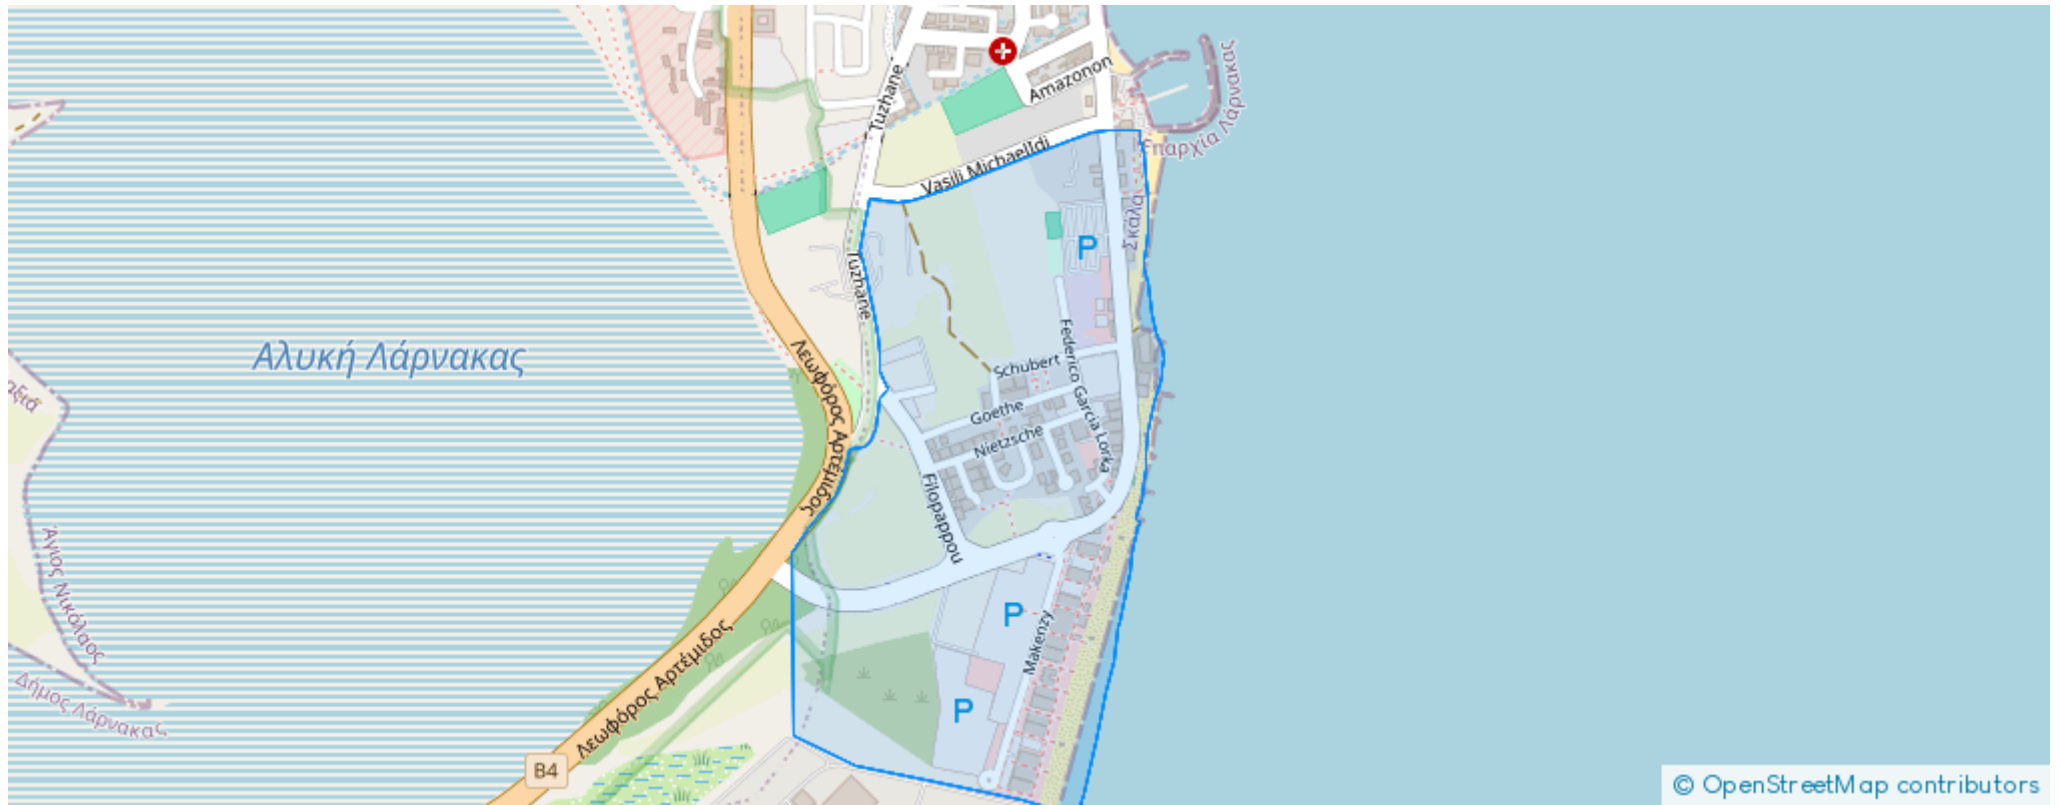 Amazonon
Tuzhane
Επαρχία Λάρνακας
Vasili Michaelidi
Σκάλα
P
Tuzhane
Αλυκή Λάρνακας
Λεωφόρος Αρτέμιδος
Schubert
Federico Garcia Lorka
Goethe
Nietzsche
Filopappou
Άγιος Νικόλαος
P
Makenzy
Δήμος Λάρνακας
Λεωφόρος Αρτέμιδος
P
B4
© OpenStreetMap contributors